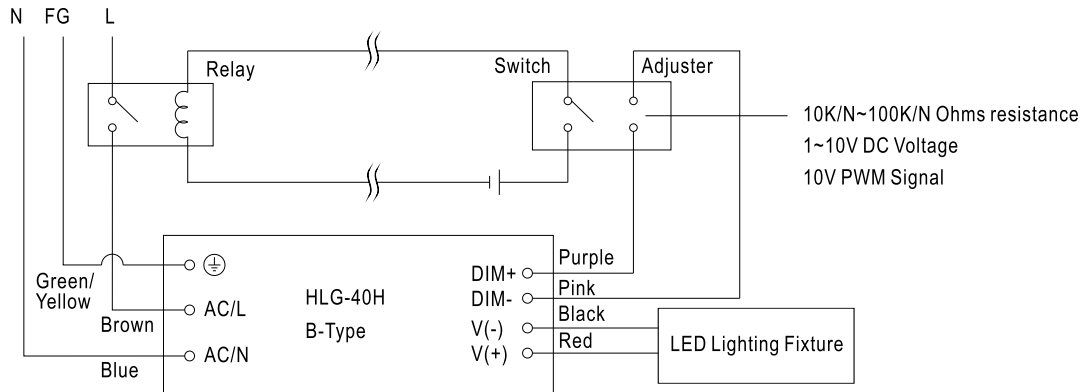 N FG L
Relay
Switch
Adjuster
10K/N~100K/N Ohms resistance
1~10V DC Voltage
10V PWM Signal
Green/
Yellow
Brown
Blue
AC/L
AC/N
HLG-40H
B-Type
DIM+
DIM-
V(-)
V(+)
Purple
Pink
Black
Red
LED Lighting Fixture